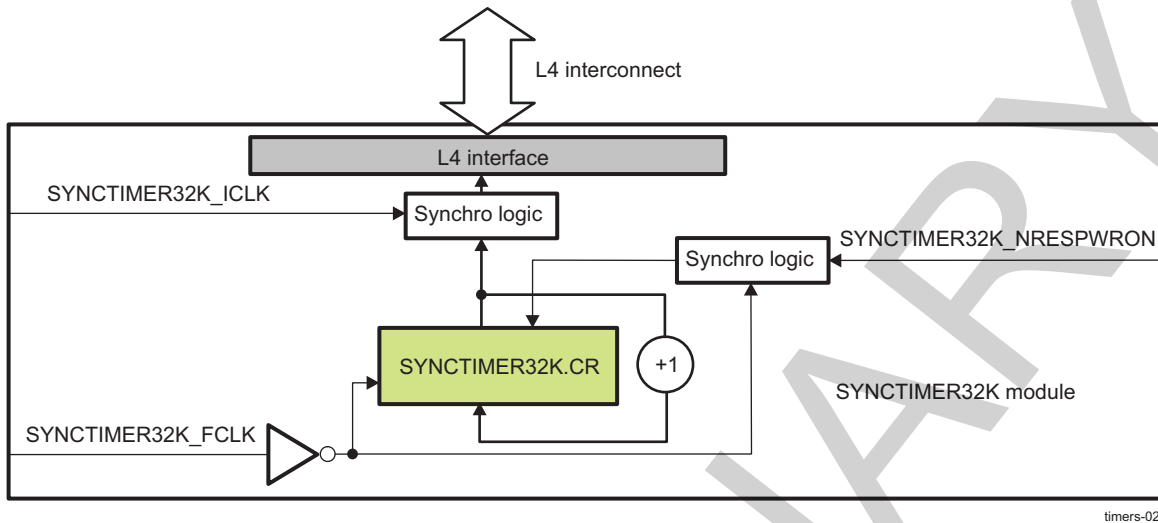 L4 interconnect
L4 interface
SYNCTIMER32K_ICLK
Synchro logic
SYNCTIMER32K_NRESPWRON
Synchro logic
SYNCTIMER32K.CR
+1
SYNCTIMER32K module
SYNCTIMER32K_FCLK
timers-02